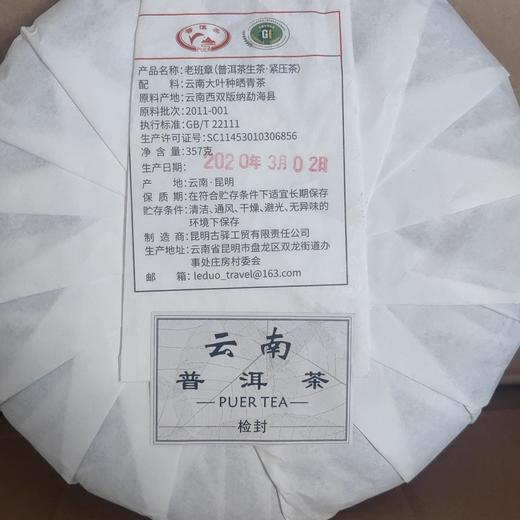 普洱茶
PUER
GI
产品名称:老班章(普洱茶生茶·紧压茶)
配 料:云南大叶种晒青茶
原料产地:云南西双版纳勐海县
原料批次:2011-001
执行标准:GB/T 22111
生产许可证号:SC11453010306856
净 含 量:357克
生产日期:2020年3月02日
产 地:云南·昆明
保 质 期:在符合贮存条件下适宜长期保存
贮存条件:清洁、通风、干燥、避光、无异味的
环境下保存
制 造 商:昆明古驿工贸有限责任公司
生产地址:云南省昆明市盘龙区双龙街道办
事处庄房村委会
邮 箱:leduo_travel@163.com
云南
普洱茶
PUER TEA
检封